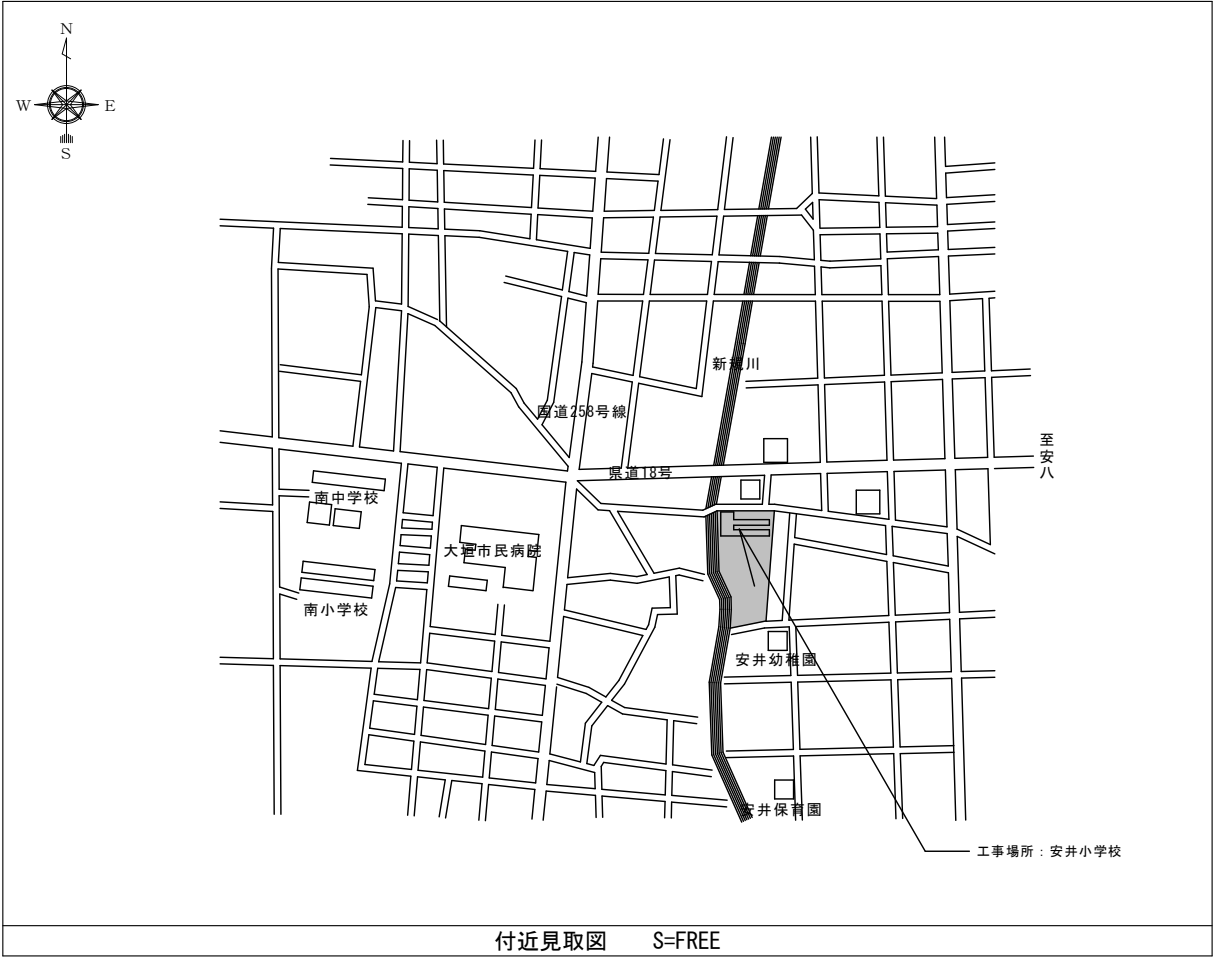 N
W
E
S
新規川
国道258号線
至安八
県道18号
南中学校
大垣市民病院
南小学校
安井幼稚園
安井保育園
工事場所：安井小学校
付近見取図 S=FREE